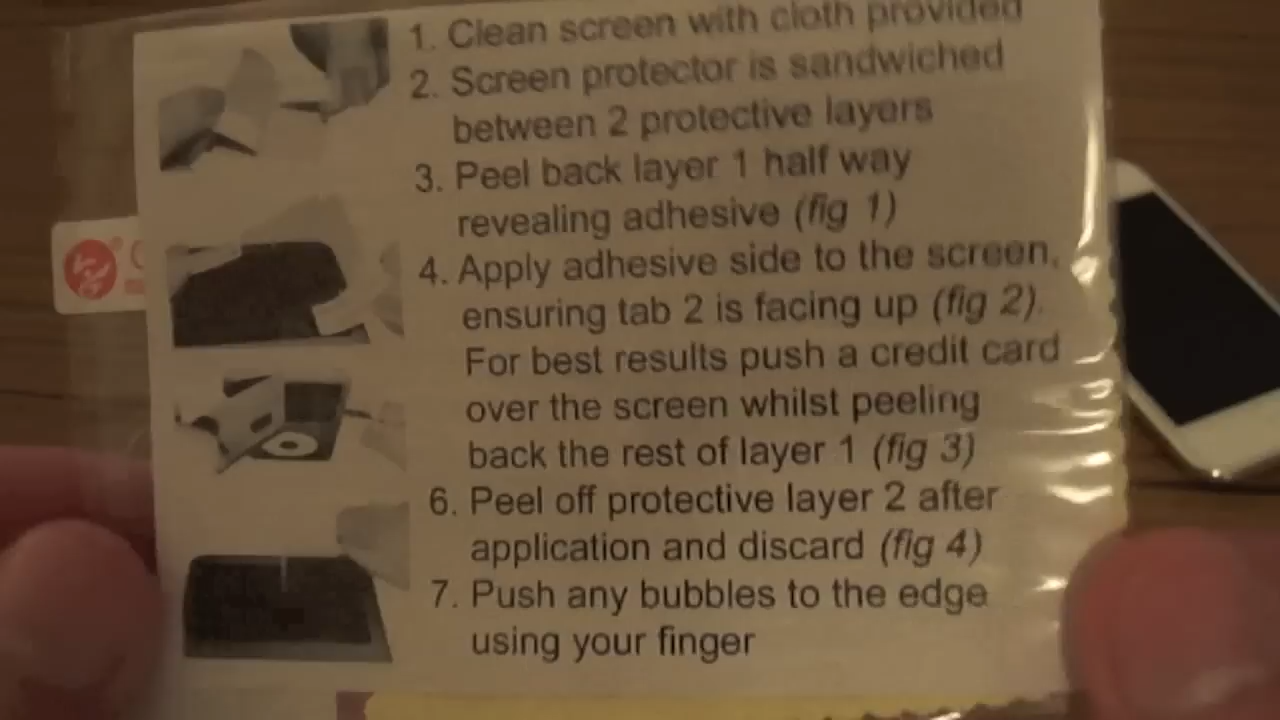 1. Clean screen with cloth provided
2. Screen protector is sandwiched
between 2 protective layers
3. Peel back layer 1 half way
revealing adhesive (fig 1)
4. Apply adhesive side to the screen,
ensuring tab 2 is facing up (fig 2).
For best results push a credit card
over the screen whilst peeling
back the rest of layer 1 (fig 3)
6. Peel off protective layer 2 after
application and discard (fig 4)
7. Push any bubbles to the edge
using your finger